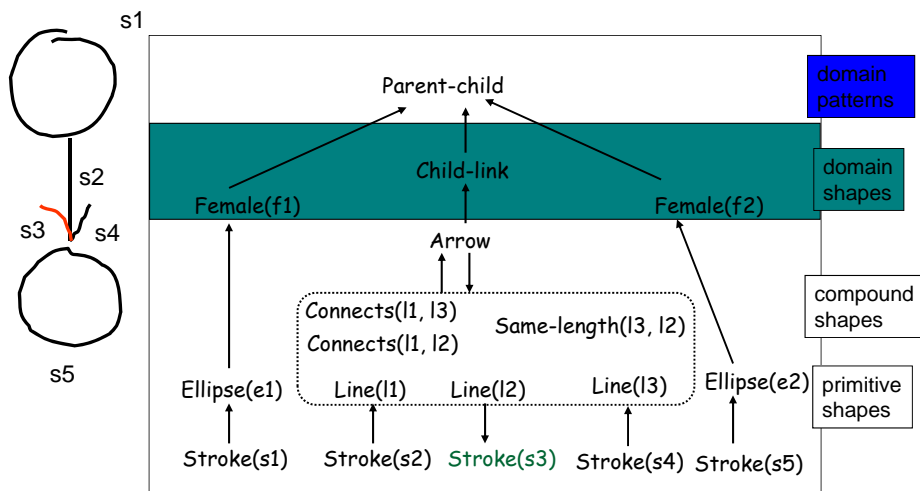 s1
s2
s3
s4
s5
Parent-child
domain
patterns
Child-link
Female(f1)
Female(f2)
domain
shapes
Arrow
Connects(l1, l3)
Connects(l1, l2)
Same-length(l3, l2)
compound
shapes
Ellipse(e1)
Line(l1)
Line(l2)
Line(l3)
Ellipse(e2)
primitive
shapes
Stroke(s1)
Stroke(s2)
Stroke(s3)
Stroke(s4)
Stroke(s5)